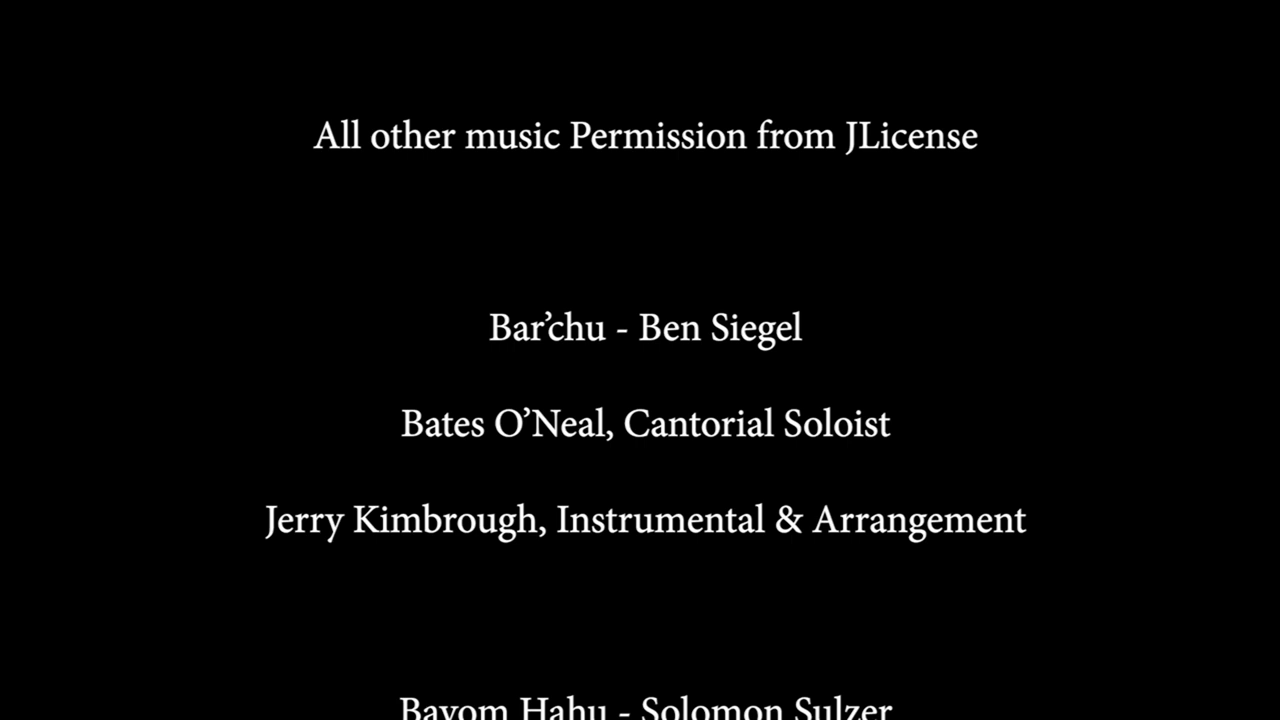 All other music Permission from JLicense
Bar’chu - Ben Siegel
Bates O’Neal, Cantorial Soloist
Jerry Kimbrough, Instrumental & Arrangement
Bayom Hahu - Solomon Sulzer